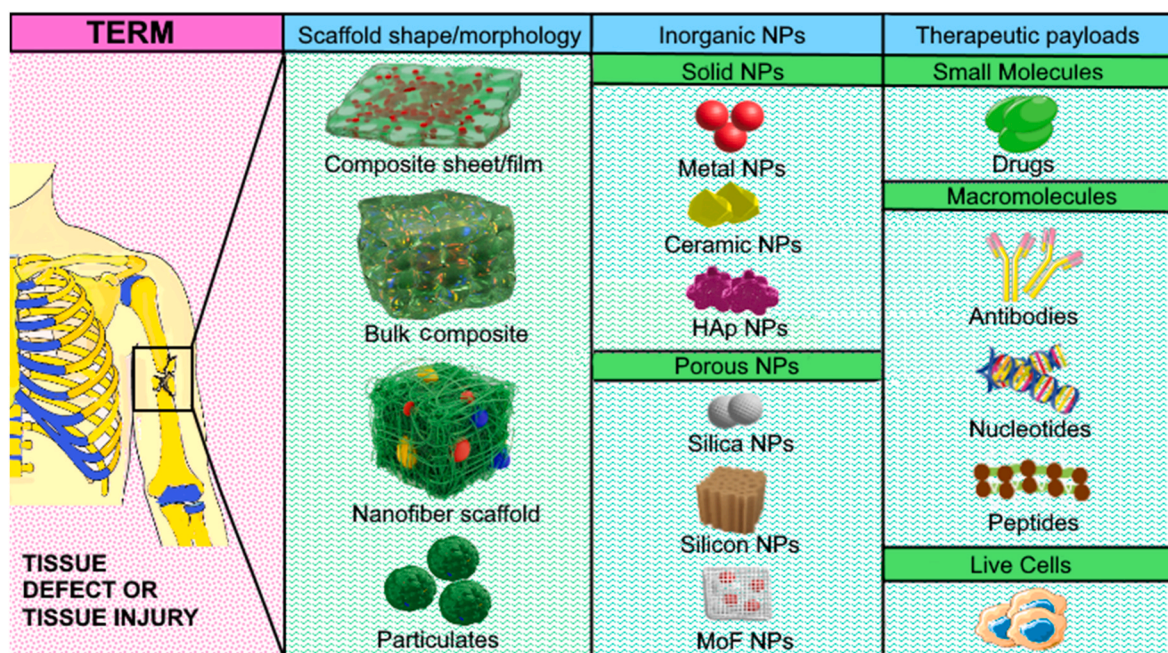 TERM
TISSUE
DEFECT OR
TISSUE INJURY
Scaffold shape/morphology
Composite sheet/film
Bulk composite
Nanofiber scaffold
Particulates
Inorganic NPs
Solid NPs
Metal NPs
Ceramic NPs
HAp NPs
Porous NPs
Silica NPs
Silicon NPs
MoF NPs
Therapeutic payloads
Small Molecules
Drugs
Macromolecules
Antibodies
Nucleotides
Peptides
Live Cells